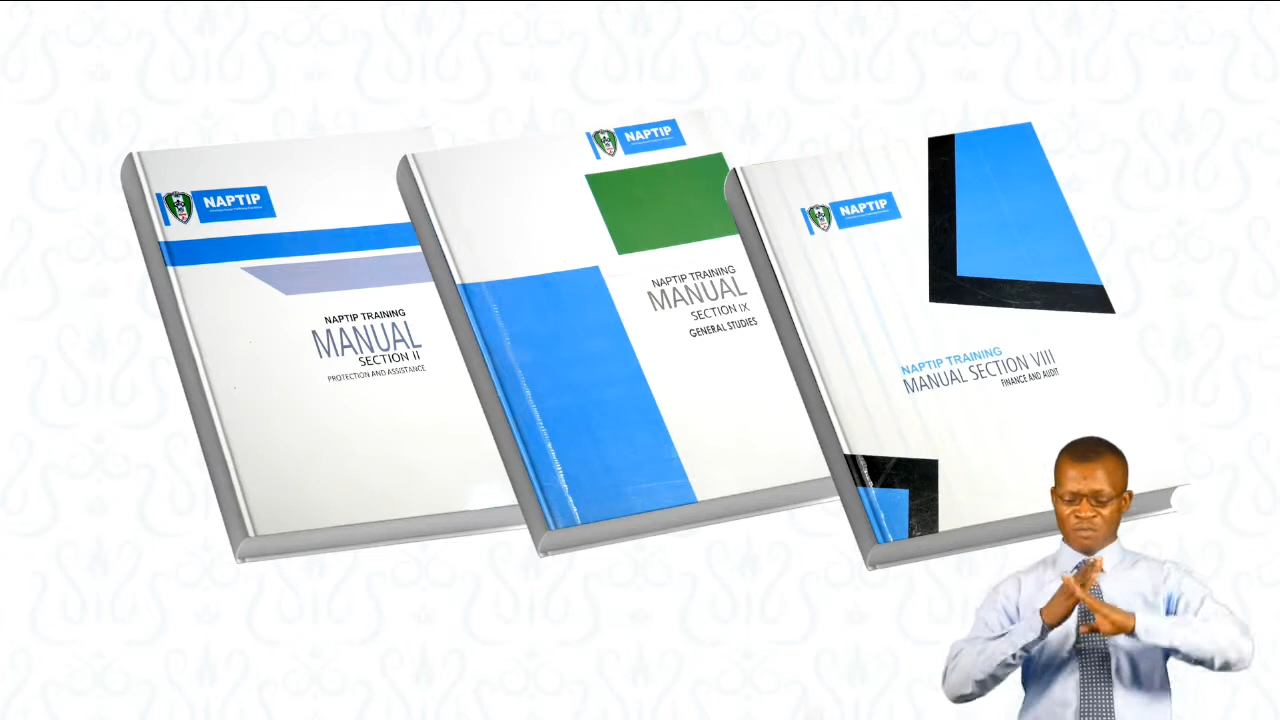 NAPTIP
NAPTIP TRAINING
MANUAL
SECTION II
PROTECTION AND ASSISTANCE
NAPTIP
NAPTIP TRAINING
MANUAL
SECTION IX
GENERAL STUDIES
NAPTIP
NAPTIP TRAINING
MANUAL SECTION VIII
FINANCE AND AUDIT